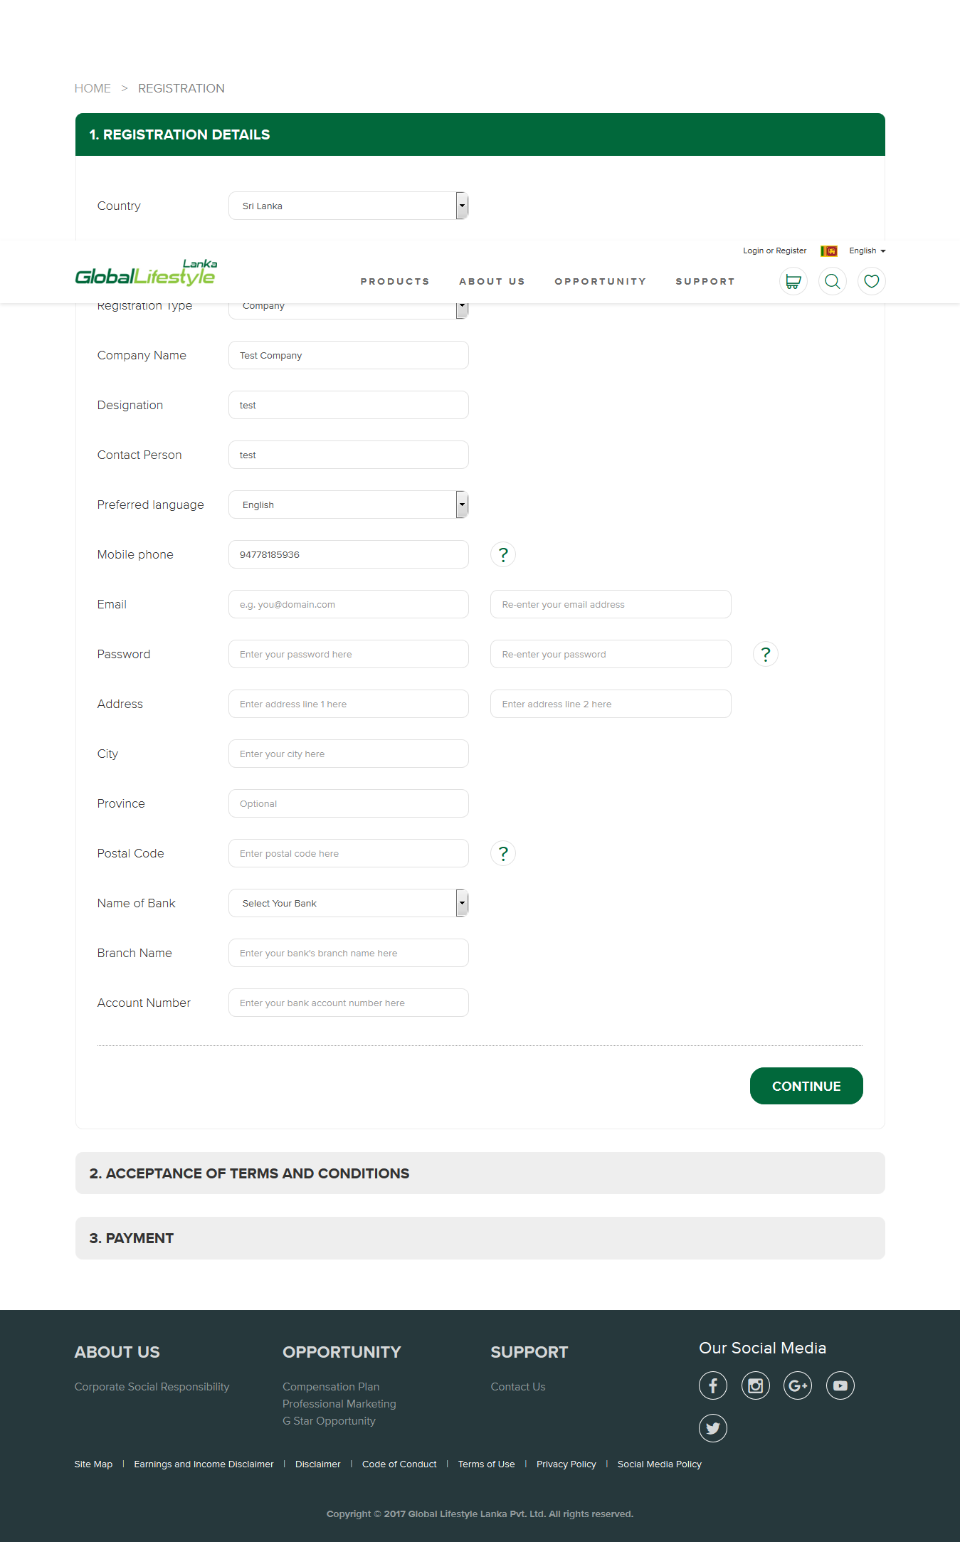 HOME > REGISTRATION
1. REGISTRATION DETAILS
Country Sri Lanka
Login or Register English
Lanka
GlobalLifestyle
PRODUCTS ABOUT US OPPORTUNITY SUPPORT
Registration Type Company
Company Name Test Company
Designation test
Contact Person test
Preferred language English
Mobile phone 94778185936 ?
Email e.g. you@domain.com Re-enter your email address
Password Enter your password here Re-enter your password ?
Address Enter address line 1 here Enter address line 2 here
City Enter your city here
Province Optional
Postal Code Enter postal code here ?
Name of Bank Select Your Bank
Branch Name Enter your bank's branch name here
Account Number Enter your bank account number here
CONTINUE
2. ACCEPTANCE OF TERMS AND CONDITIONS
3. PAYMENT
ABOUT US OPPORTUNITY SUPPORT Our Social Media
Corporate Social Responsibility Compensation Plan Contact Us
Professional Marketing
G Star Opportunity
G+
Site Map | Earnings and Income Disclaimer | Disclaimer | Code of Conduct | Terms of Use | Privacy Policy | Social Media Policy
Copyright © 2017 Global Lifestyle Lanka Pvt. Ltd. All rights reserved.